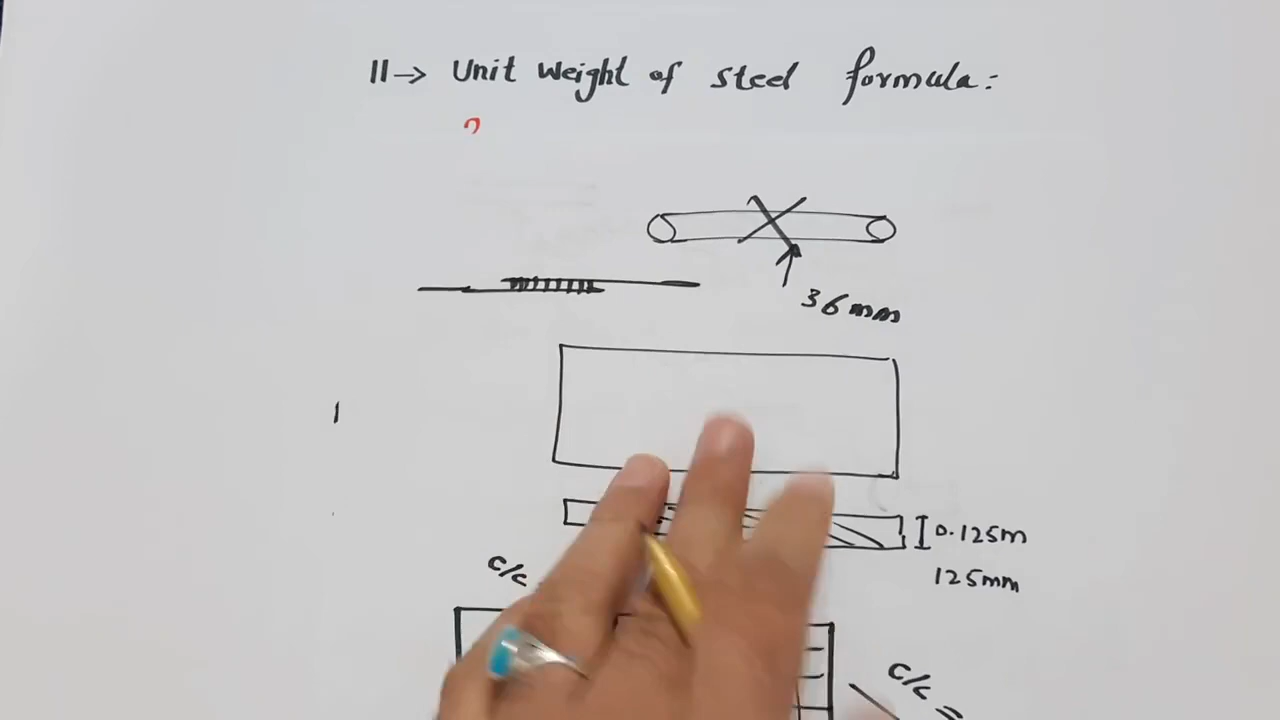 11→ Unit weight of steel formula:
36mm
0.125m
125mm
c/c
c/c =